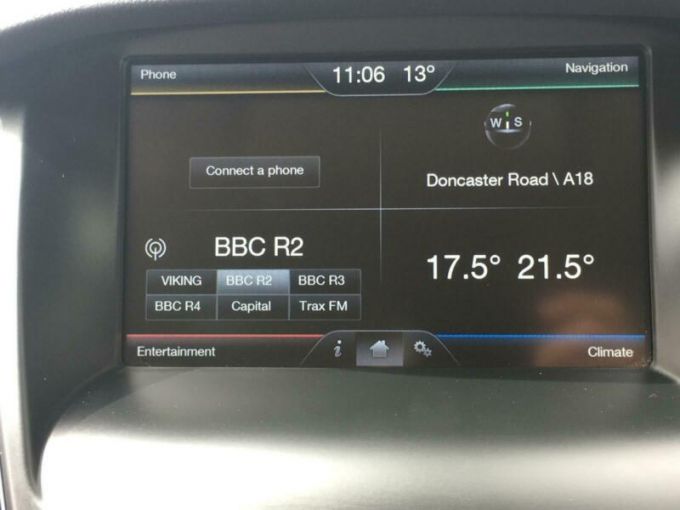 Phone
11:06 13°
Navigation
W S
Connect a phone
Doncaster Road \ A18
BBC R2
17.5° 21.5°
VIKING BBC R2 BBC R3
BBC R4 Capital Trax FM
Entertainment
i
Climate